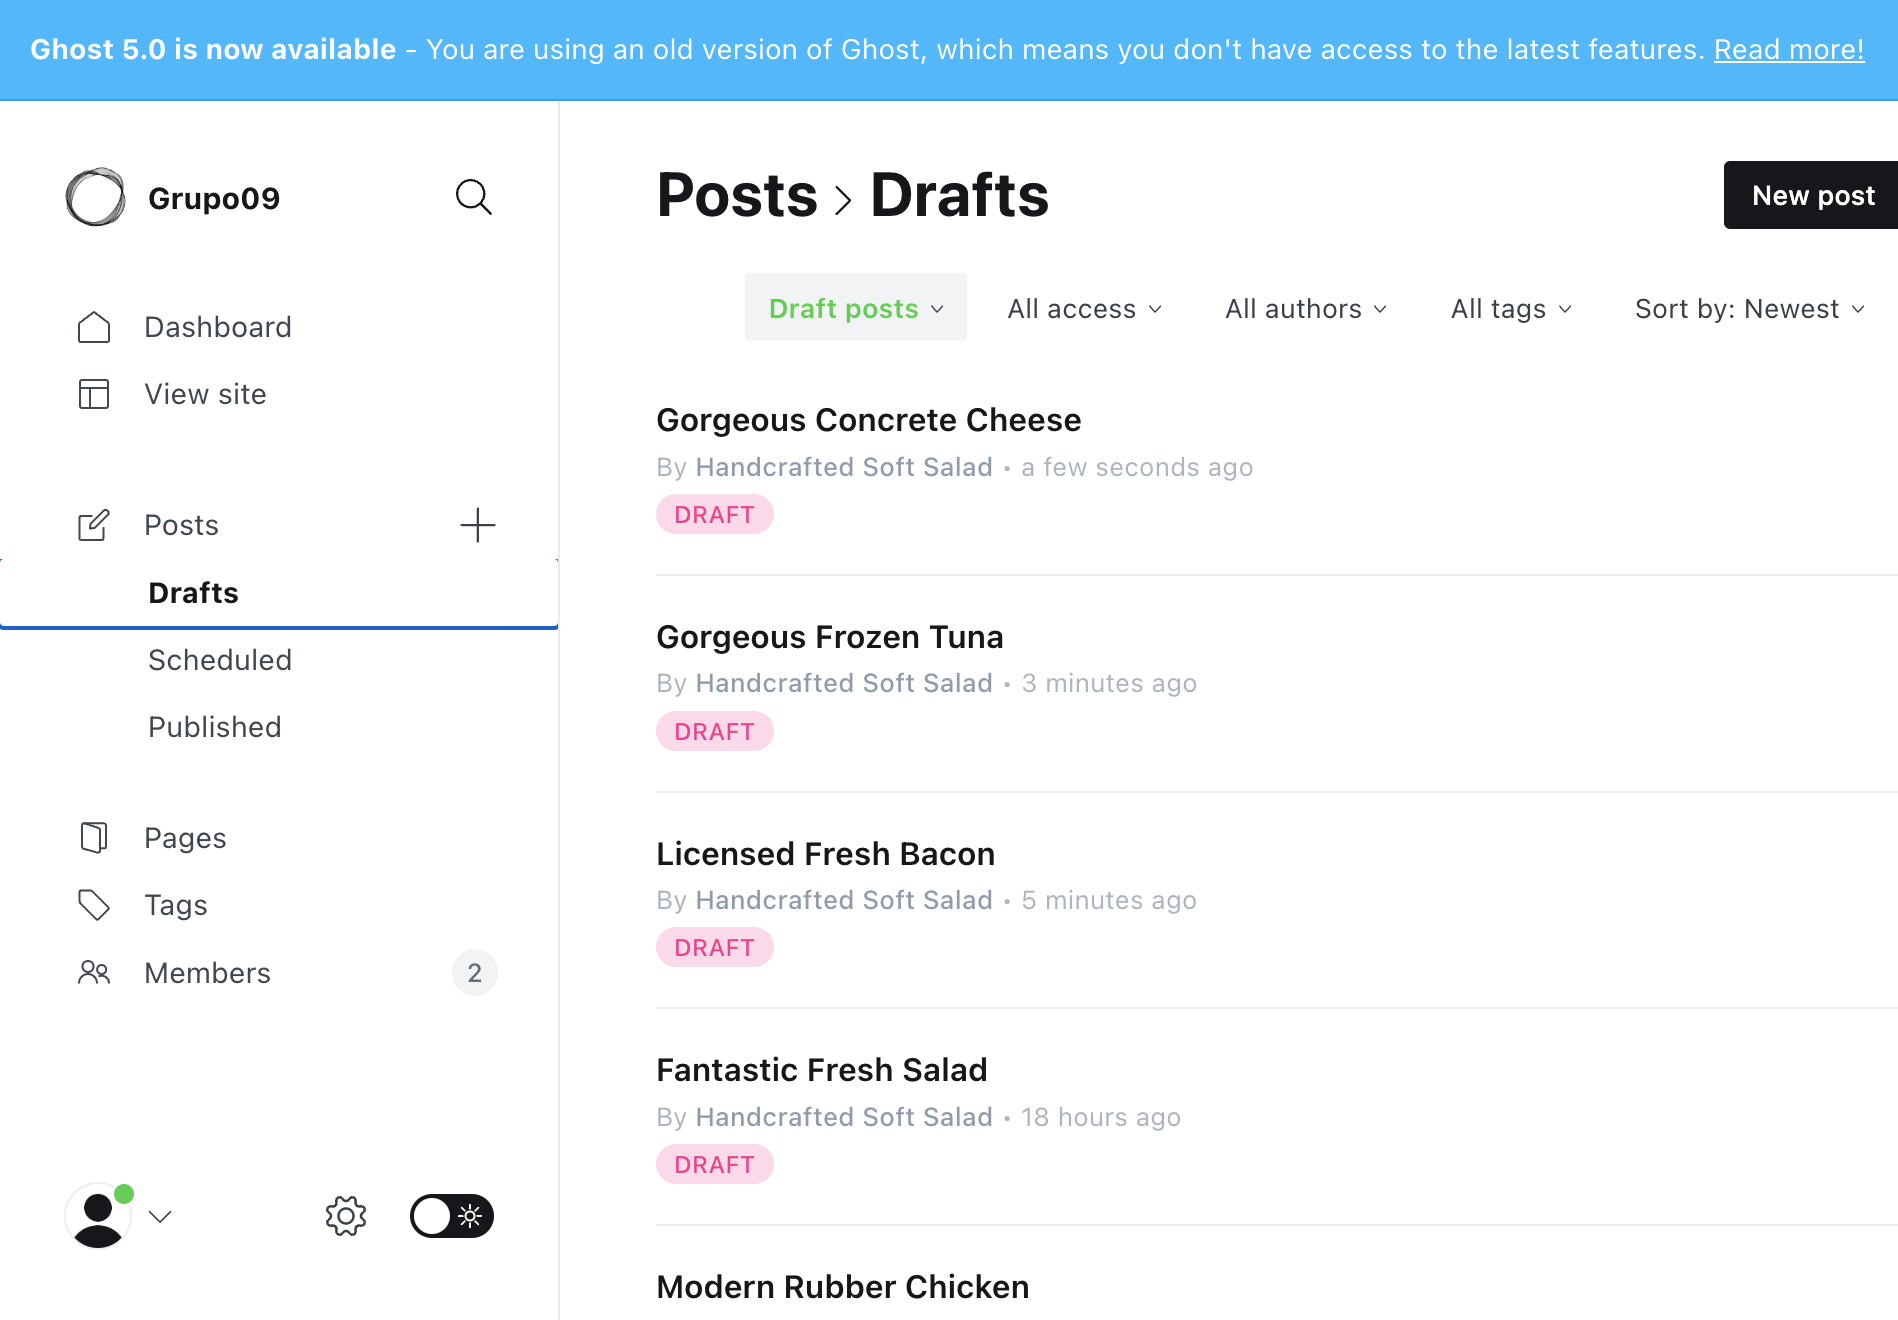 Ghost 5.0 is now available - You are using an old version of Ghost, which means you don't have access to the latest features. Read more!
Grupo09
Dashboard
View site
Posts
Drafts
Scheduled
Published
Pages
Tags
Members 2
Posts > Drafts
New post
Draft posts All access All authors All tags Sort by: Newest
Gorgeous Concrete Cheese
By Handcrafted Soft Salad • a few seconds ago
DRAFT
Gorgeous Frozen Tuna
By Handcrafted Soft Salad • 3 minutes ago
DRAFT
Licensed Fresh Bacon
By Handcrafted Soft Salad • 5 minutes ago
DRAFT
Fantastic Fresh Salad
By Handcrafted Soft Salad • 18 hours ago
DRAFT
Modern Rubber Chicken